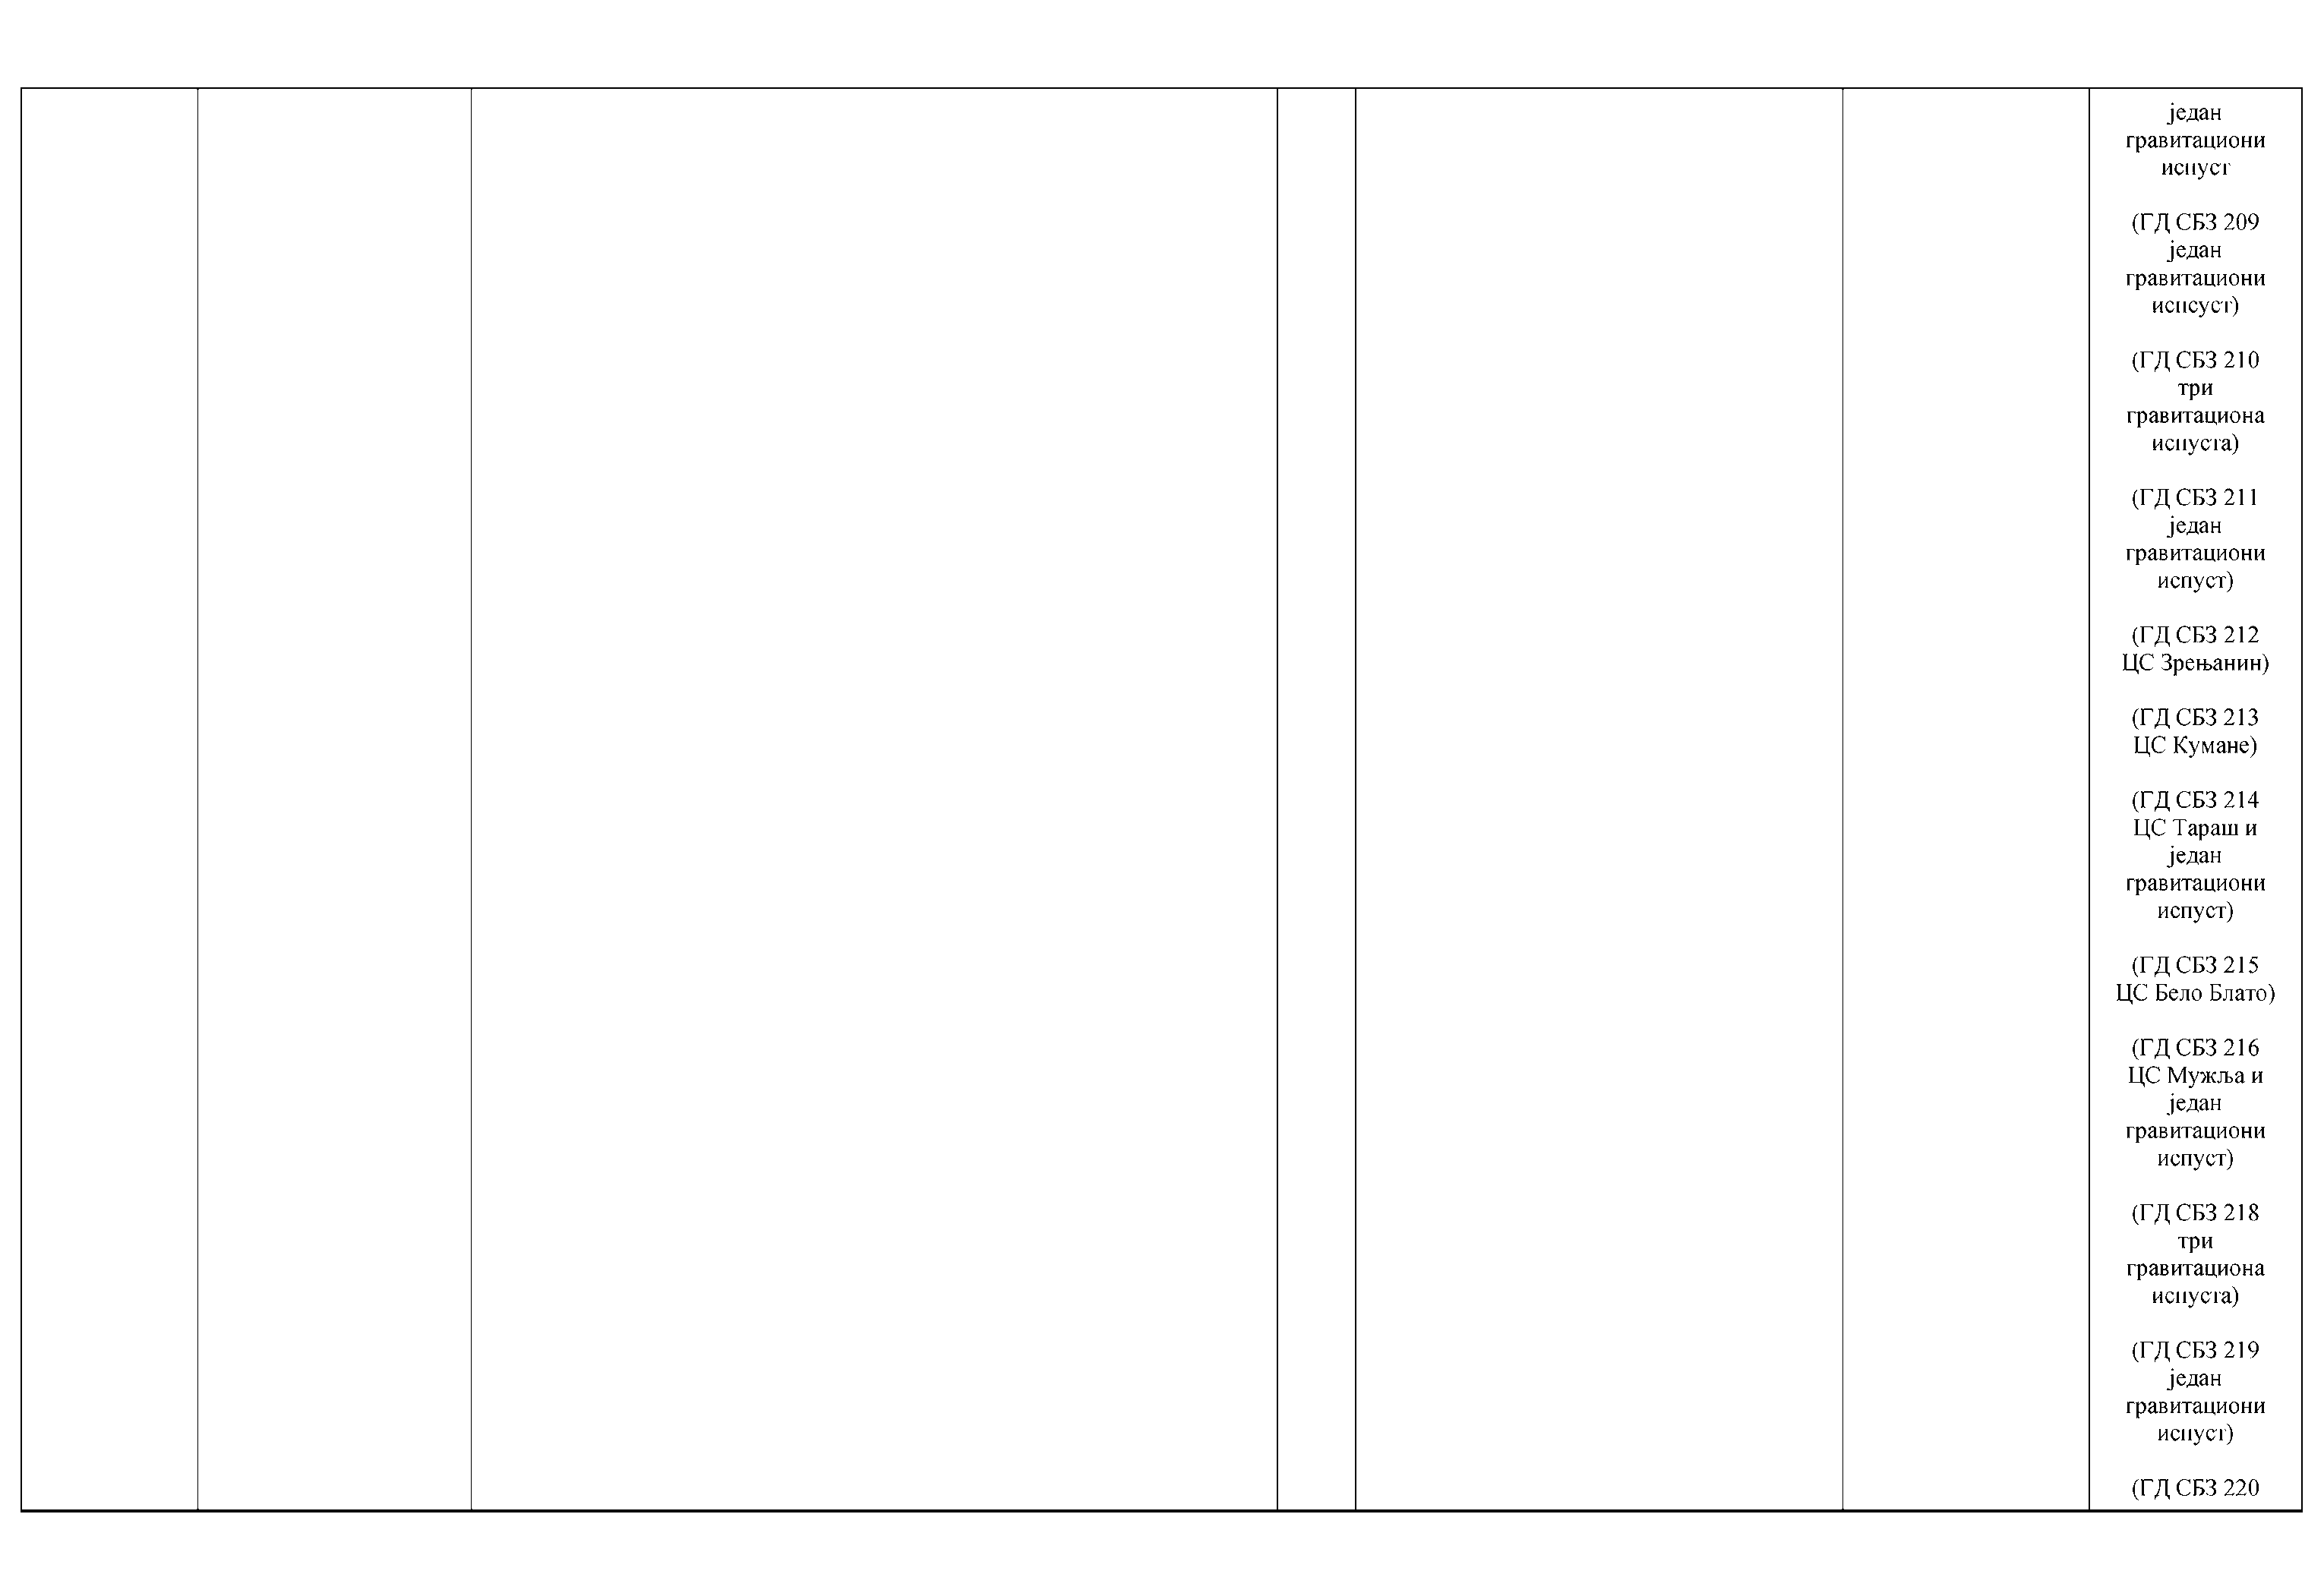 један
гравитациони
испуст
(ГД СБЗ 209
један
гравитациони
испсуст)
(ГД СБЗ 210
три
гравитациона
испуста)
(ГД СБЗ 211
један
гравитациони
испуст)
(ГД СБЗ 212
ЦС Зрењанин)
(ГД СБЗ 213
ЦС Кумане)
(ГД СБЗ 214
ЦС Тараш и
један
гравитациони
испуст)
(ГД СБЗ 215
ЦС Бело Блато)
(ГД СБЗ 216
ЦС Мужља и
један
гравитациони
испуст)
(ГД СБЗ 218
три
гравитациона
испуста)
(ГД СБЗ 219
један
гравитациони
испуст)
(ГД СБЗ 220